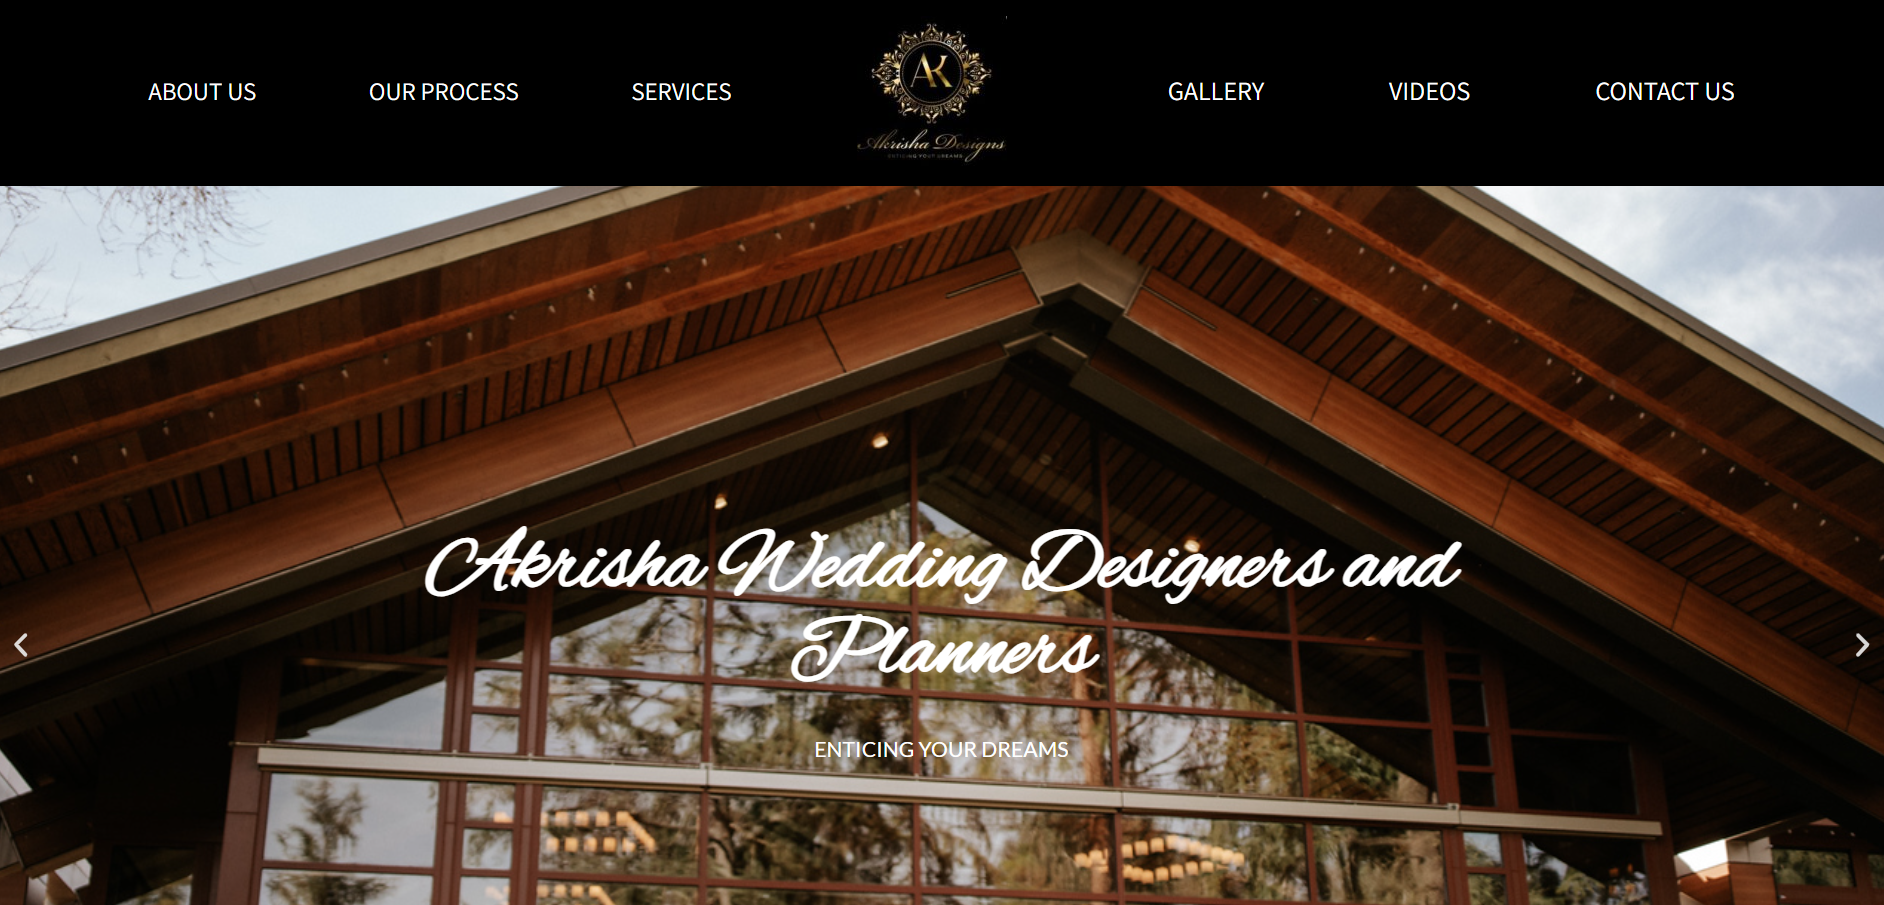 ABOUT US
OUR PROCESS
SERVICES
AK
Akrisha Designs
ENTICING YOUR DREAMS
GALLERY
VIDEOS
CONTACT US
Akrisha Wedding Designers and
Planners
ENTICING YOUR DREAMS